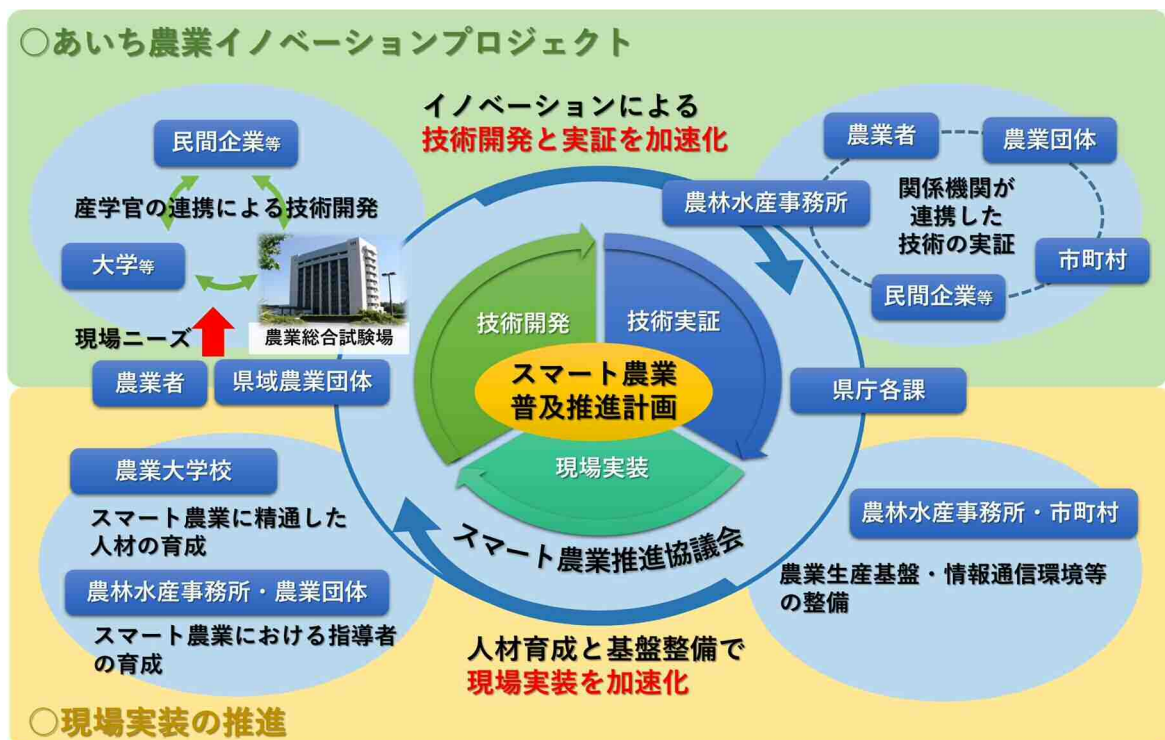 ○あいち農業イノベーションプロジェクト
イノベーションによる
技術開発と実証を加速化
民間企業等
産学官の連携による技術開発
大学等
農業総合試験場
現場ニーズ
農業者
県域農業団体
農業者
農業団体
農林水産事務所
関係機関が
連携した
技術の実証
市町村
民間企業等
技術開発
技術実証
スマート農業
普及推進計画
県庁各課
現場実装
スマート農業推進協議会
農業大学校
スマート農業に精通した
人材の育成
農林水産事務所・農業団体
スマート農業における指導者
の育成
農林水産事務所・市町村
農業生産基盤・情報通信環境等
の整備
人材育成と基盤整備で
現場実装を加速化
○現場実装の推進